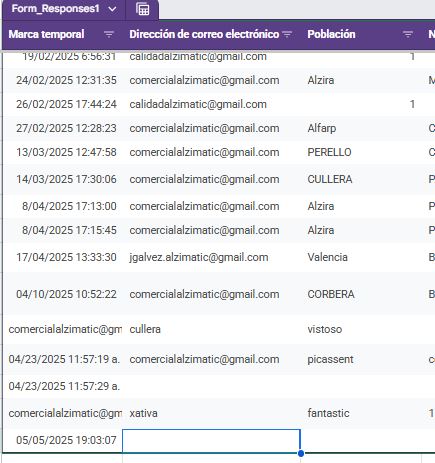 Form_Responses1
Marca temporal Dirección de correo electrónico Población N
19/02/2025 6:56:31 calidadalzimatic@gmail.com 1
24/02/2025 12:31:35 comercialalzimatic@gmail.com Alzira M
26/02/2025 17:44:24 calidadalzimatic@gmail.com 1
27/02/2025 12:28:23 comercialalzimatic@gmail.com Alfarp C
13/03/2025 12:47:58 comercialalzimatic@gmail.com PERELLO C
14/03/2025 17:30:06 comercialalzimatic@gmail.com CULLERA P
8/04/2025 17:13:00 comercialalzimatic@gmail.com Alzira P
8/04/2025 17:15:45 comercialalzimatic@gmail.com Alzira P
17/04/2025 13:33:30 jgalvez.alzimatic@gmail.com Valencia B
04/10/2025 10:52:22 comercialalzimatic@gmail.com CORBERA B
comercialalzimatic@gm cullera vistoso
04/23/2025 11:57:19 a. comercialalzimatic@gmail.com picassent c
04/23/2025 11:57:29 a.
comercialalzimatic@gm xativa fantastic 1
05/05/2025 19:03:07